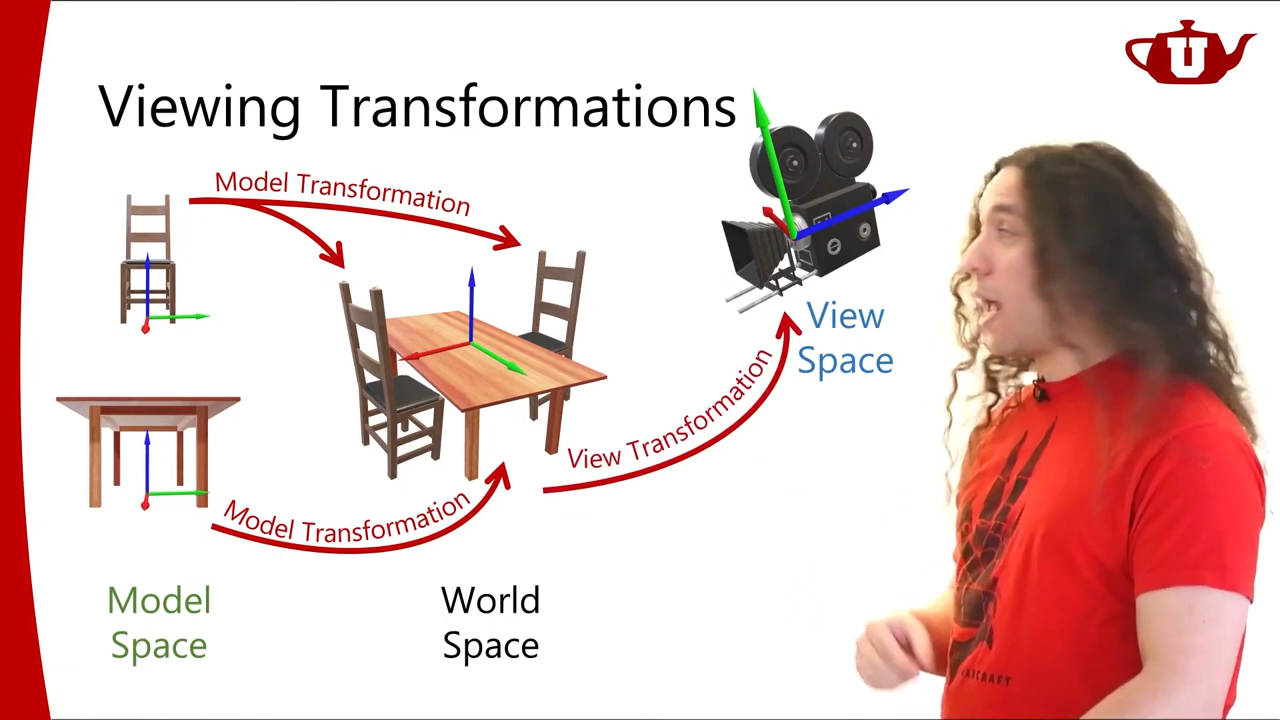 U
Viewing Transformations
Model Transformation
View
Space
View Transformation
Model Transformation
Model
Space
World
Space